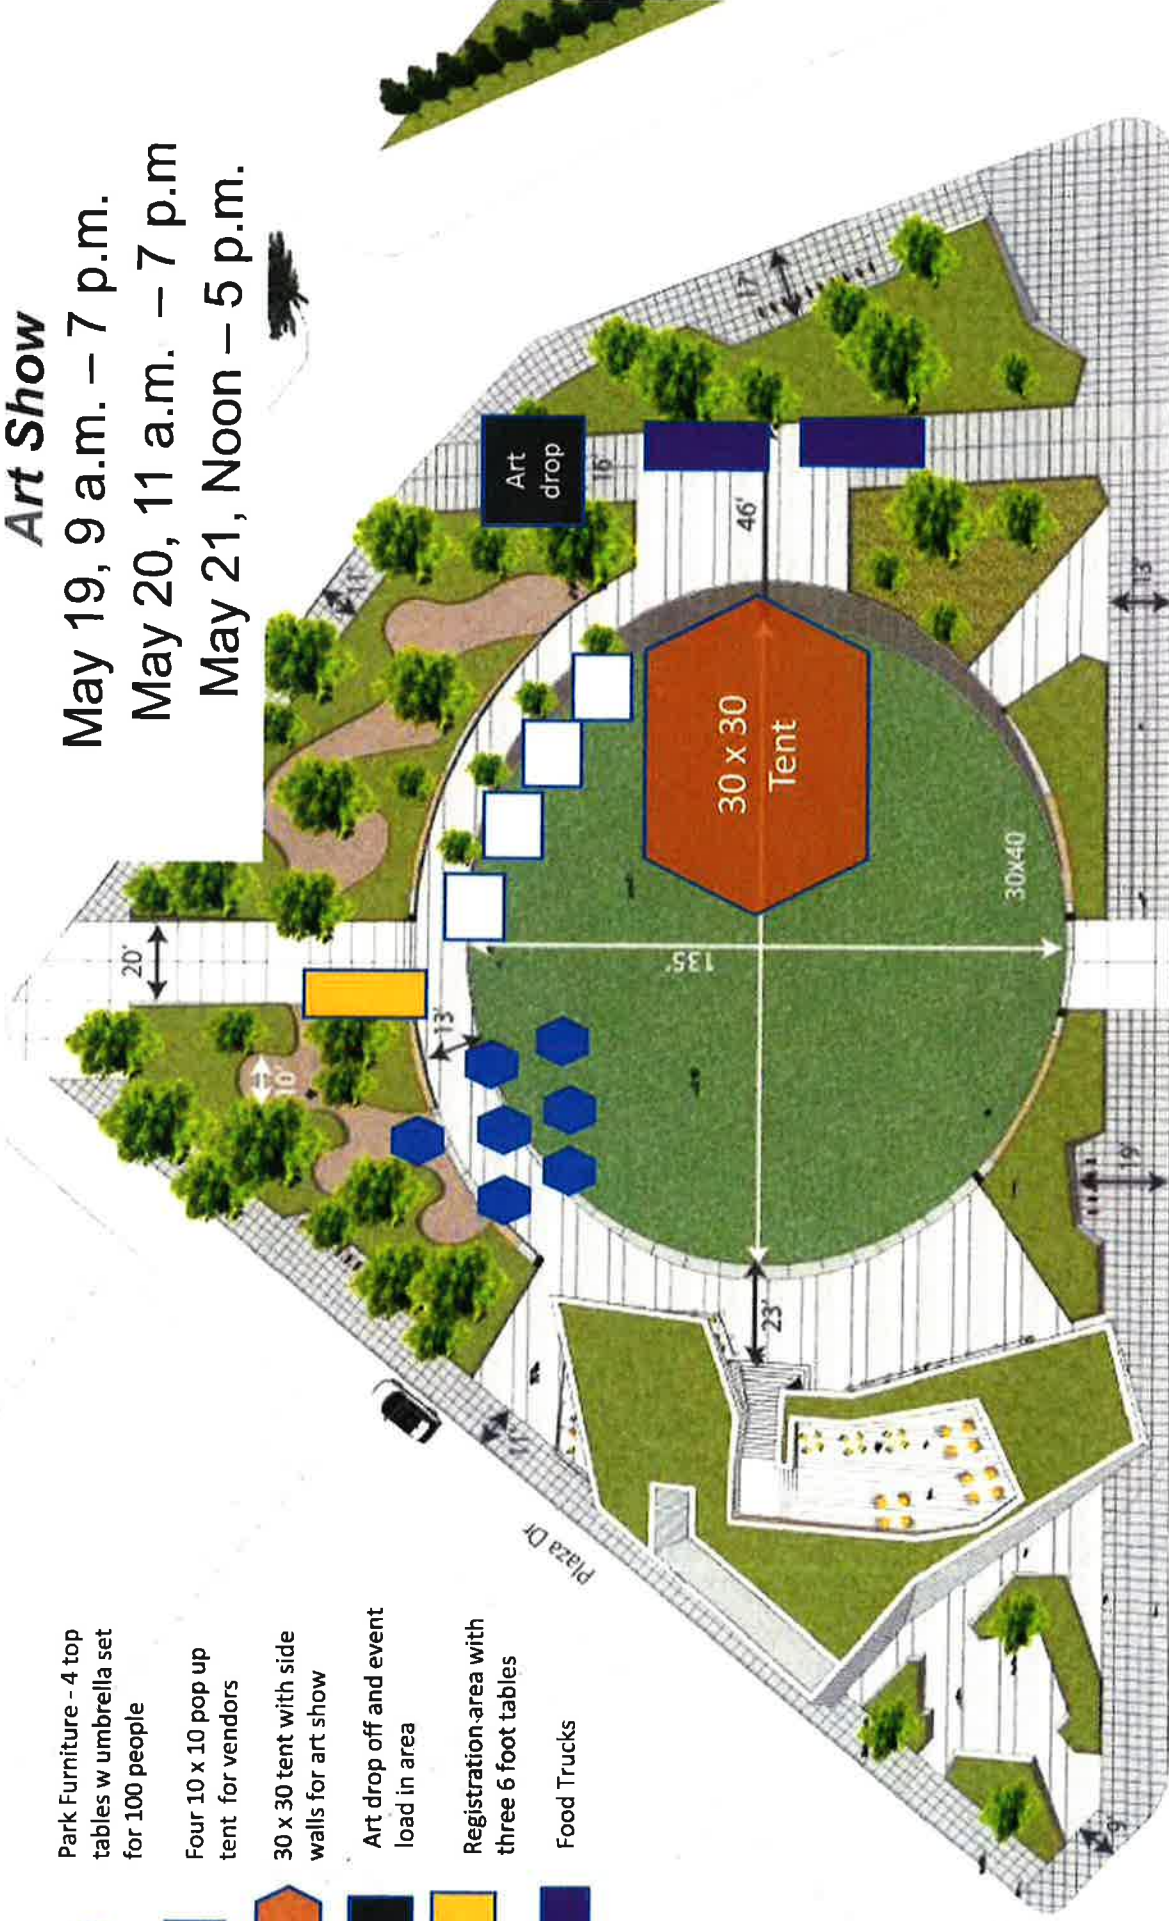 Art Show
May 19, 9 a.m. – 7 p.m.
May 20, 11 a.m. – 7 p.m
May 21, Noon – 5 p.m.
Park Furniture - 4 top
tables w umbrella set
for 100 people
Four 10 x 10 pop up
tent for vendors
30 x 30 tent with side
walls for art show
Art drop off and event
load in area
Registration area with
three 6 foot tables
Food Trucks
Plaza Dr
20'
10'
13'
Art
drop
16'
17'
46'
30 x 30
Tent
135'
30x40
23'
13'
19'
9'